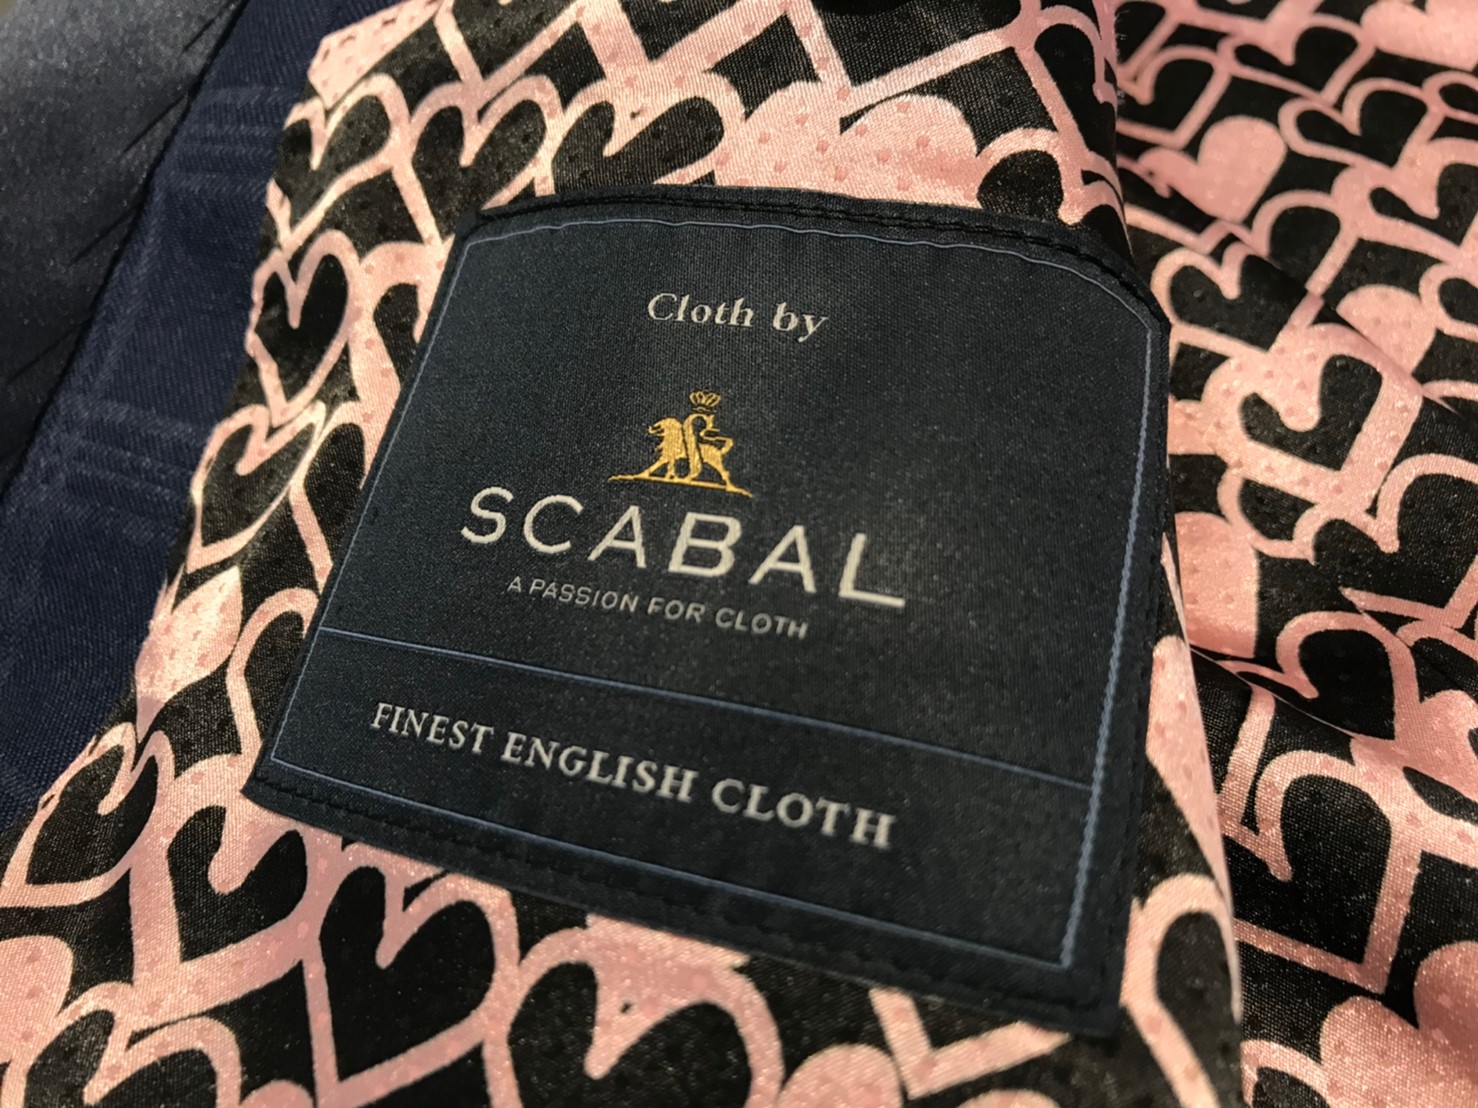 Cloth by
SCABAL
A PASSION FOR CLOTH
FINEST ENGLISH CLOTH